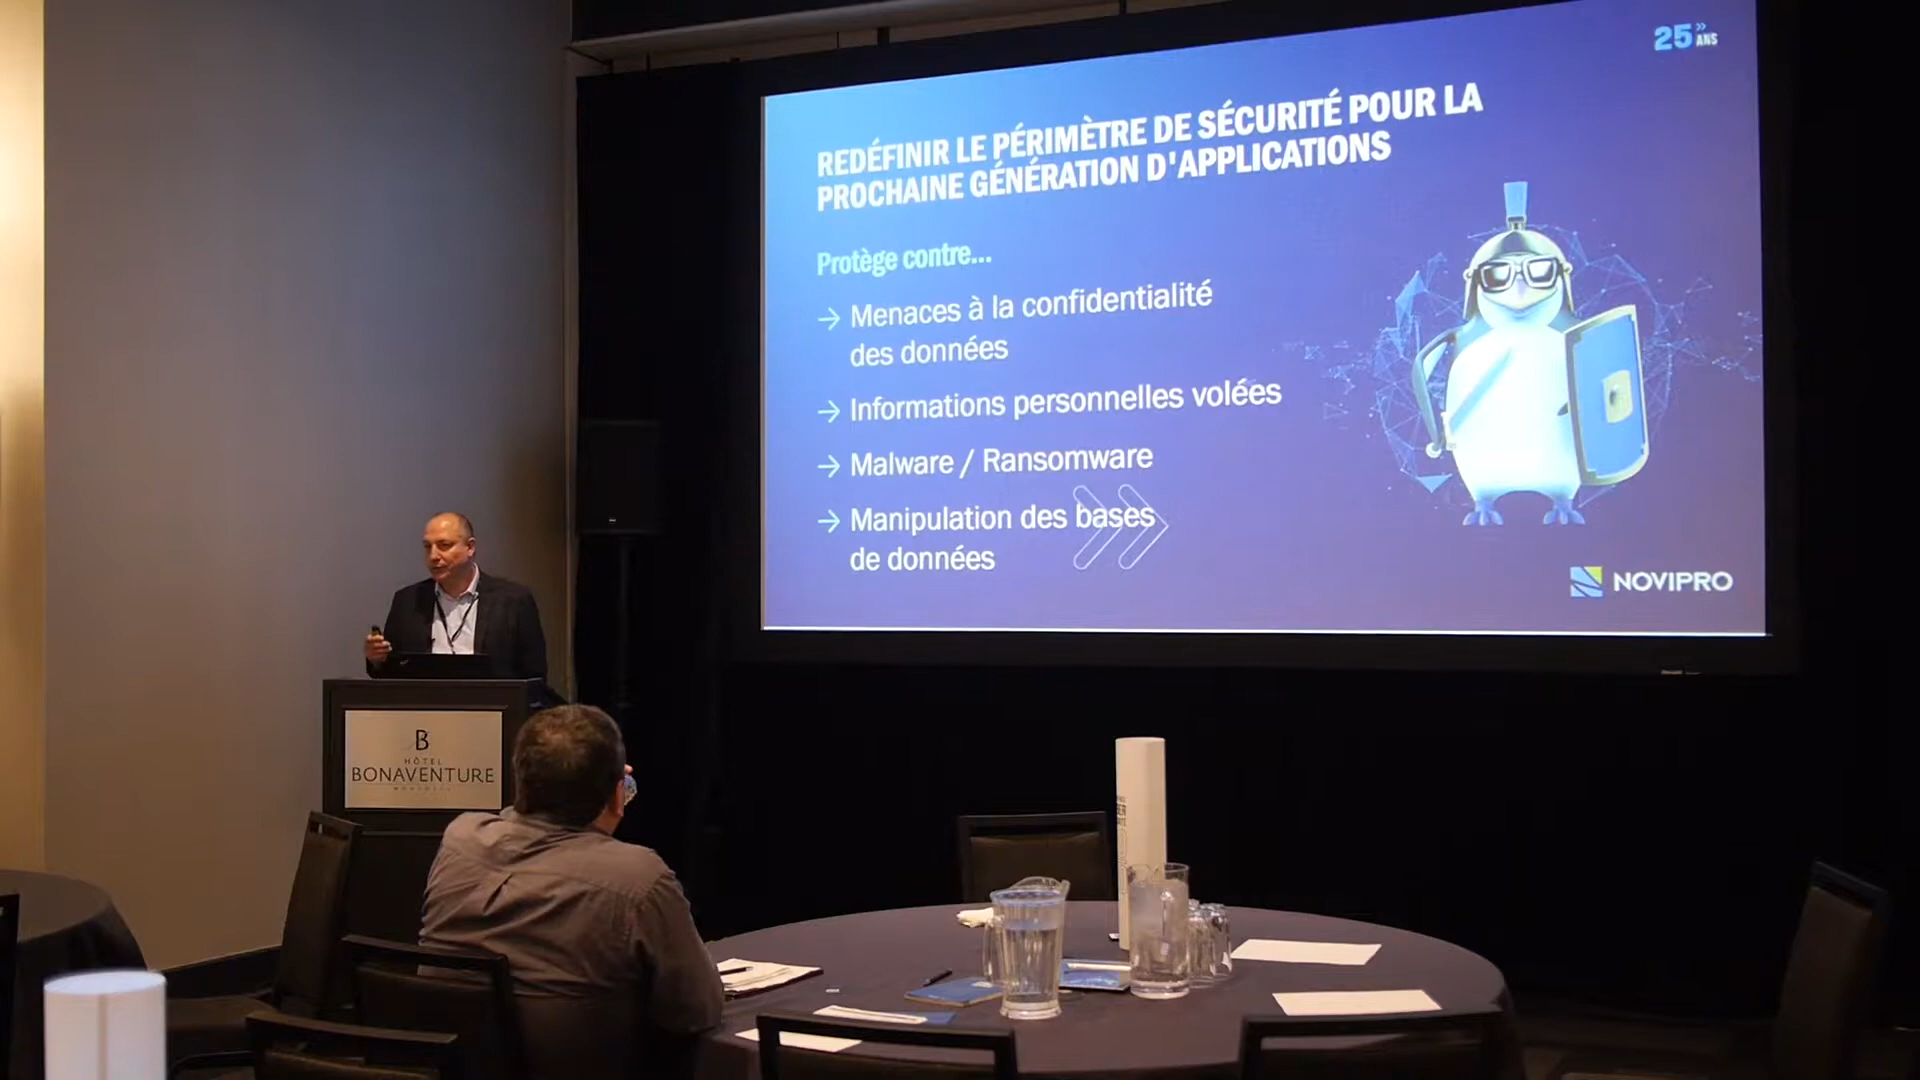 25 ANS
REDÉFINIR LE PÉRIMÈTRE DE SÉCURITÉ POUR LA
PROCHAINE GÉNÉRATION D'APPLICATIONS
Protège contre...
→ Menaces à la confidentialité
des données
→ Informations personnelles volées
→ Malware / Ransomware
→ Manipulation des bases
de données
NOVIPRO
B
HÔTEL
BONAVENTURE
MONTRÉAL